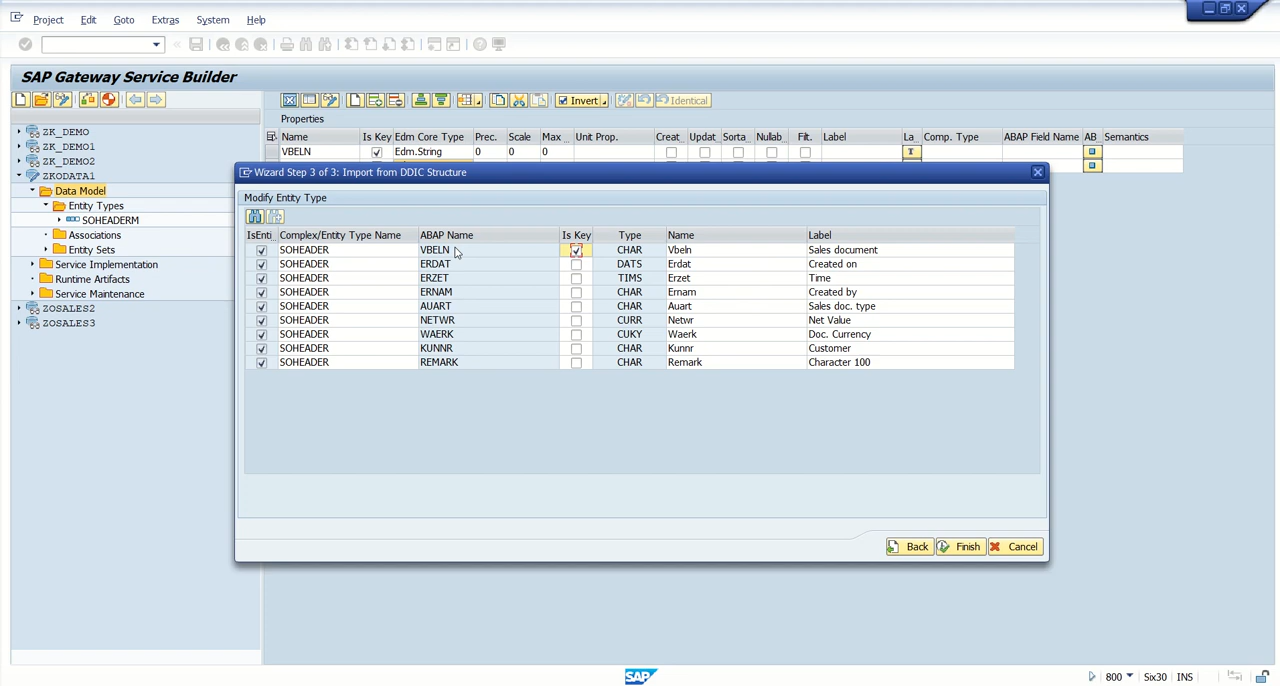 Project Edit Goto Extras System Help
SAP Gateway Service Builder
Invert Identical
Properties
Name Is Key Edm Core Type Prec. Scale Max Unit Prop. Creat Updat Sorta Nullab Filt. Label La... Comp. Type ABAP Field Name AB Semantics
VBELN Edm.String 0 0 0
ZK_DEMO
ZK_DEMO1
ZK_DEMO2
ZKODATA1
Data Model
Entity Types
SOHEADERM
Associations
Entity Sets
Service Implementation
Runtime Artifacts
Service Maintenance
ZOSALES2
ZOSALES3
Wizard Step 3 of 3: Import from DDIC Structure
Modify Entity Type
IsEnti... Complex/Entity Type Name ABAP Name Is Key Type Name Label
SOHEADER VBELN CHAR Vbeln Sales document
SOHEADER ERDAT DATS Erdat Created on
SOHEADER ERZET TIMS Erzet Time
SOHEADER ERNAM CHAR Ernam Created by
SOHEADER AUART CHAR Auart Sales doc. type
SOHEADER NETWR CURR Netwr Net Value
SOHEADER WAERK CUKY Waerk Doc. Currency
SOHEADER KUNNR CHAR Kunnr Customer
SOHEADER REMARK CHAR Remark Character 100
Back Finish Cancel
SAP
800 Six30 INS